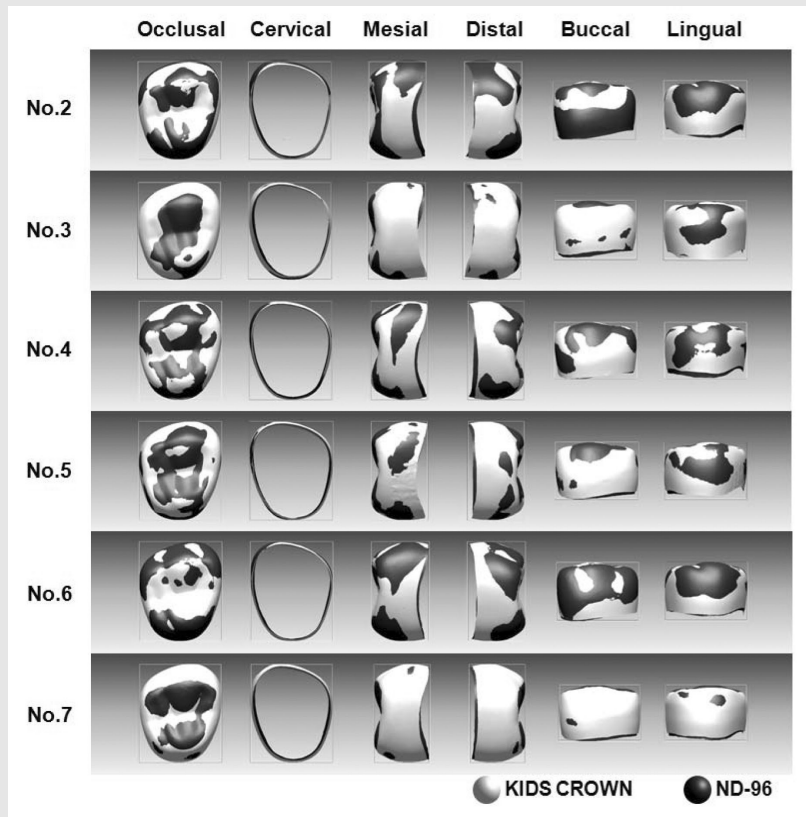 Occlusal Cervical Mesial Distal Buccal Lingual
No.2
No.3
No.4
No.5
No.6
No.7
KIDS CROWN ND-96